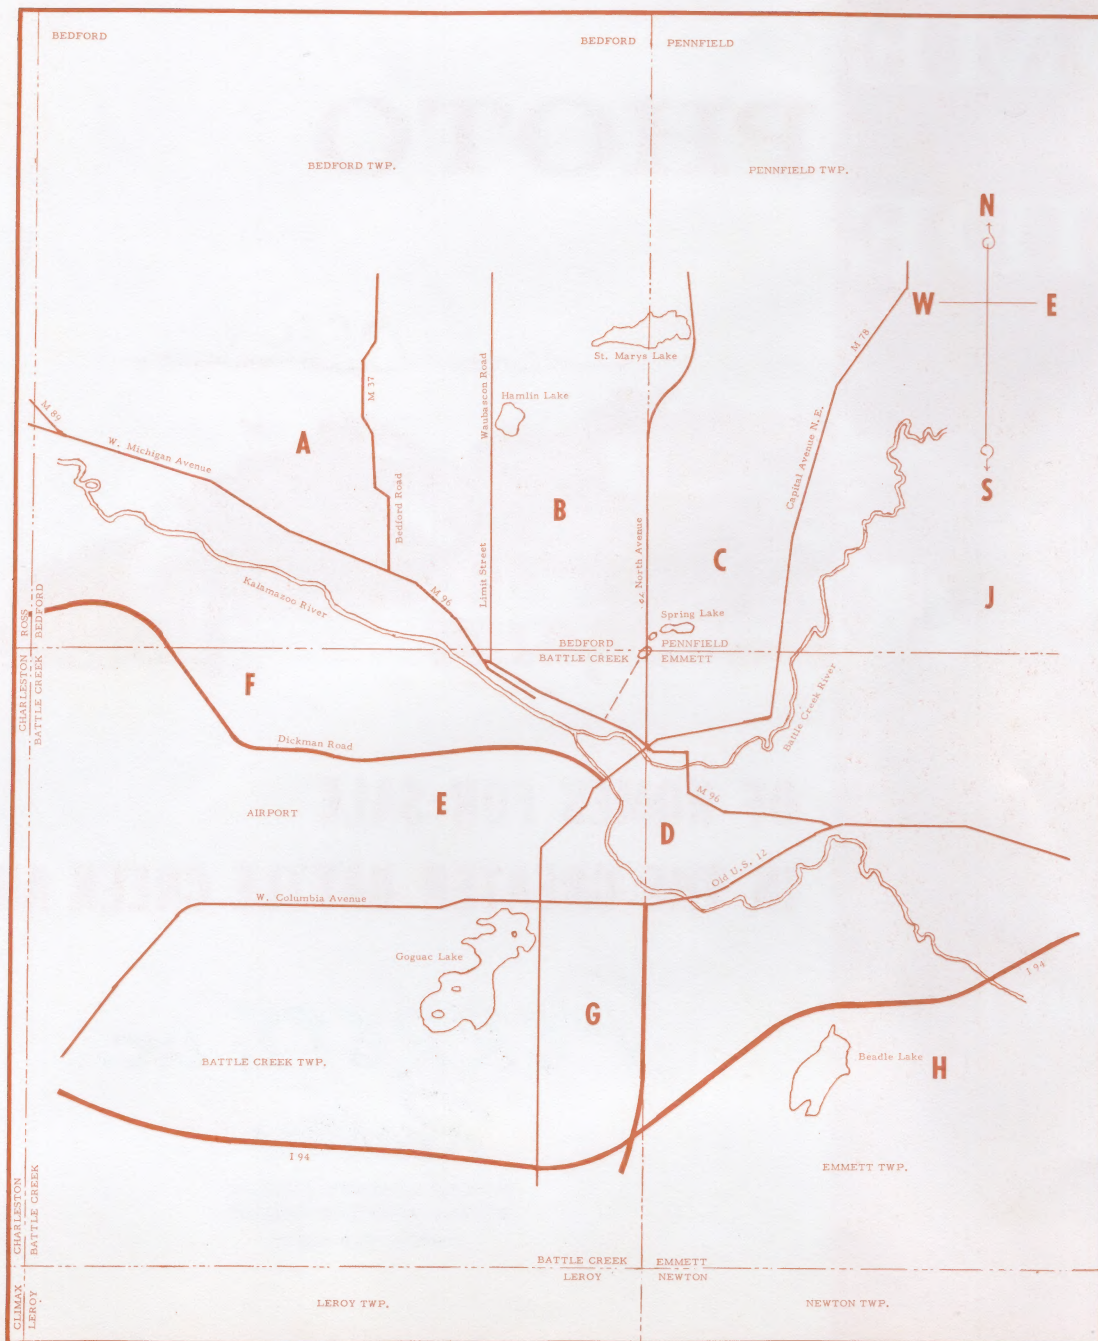 BEDFORD
BEDFORD
PENNFIELD
BEDFORD TWP.
PENNFIELD TWP.
N
W
E
S
M 78
St. Marys Lake
M 37
Waubascon Road
Hamlin Lake
M 89
W. Michigan Avenue
A
Capital Avenue N.E.
Bedford Road
B
North Avenue
C
Limit Street
Kalamazoo River
M 96
J
Spring Lake
ROSS
BEDFORD
BEDFORD
PENNFIELD
BATTLE CREEK
EMMETT
CHARLESTON
BATTLE CREEK
F
Battle Creek River
Dickman Road
AIRPORT
E
M 96
D
Old U.S. 12
W. Columbia Avenue
Goguac Lake
I 94
G
BATTLE CREEK TWP.
Beadle Lake
H
I 94
EMMETT TWP.
CHARLESTON
BATTLE CREEK
BATTLE CREEK
EMMETT
LEROY
NEWTON
CLIMAX
LEROY
LEROY TWP.
NEWTON TWP.